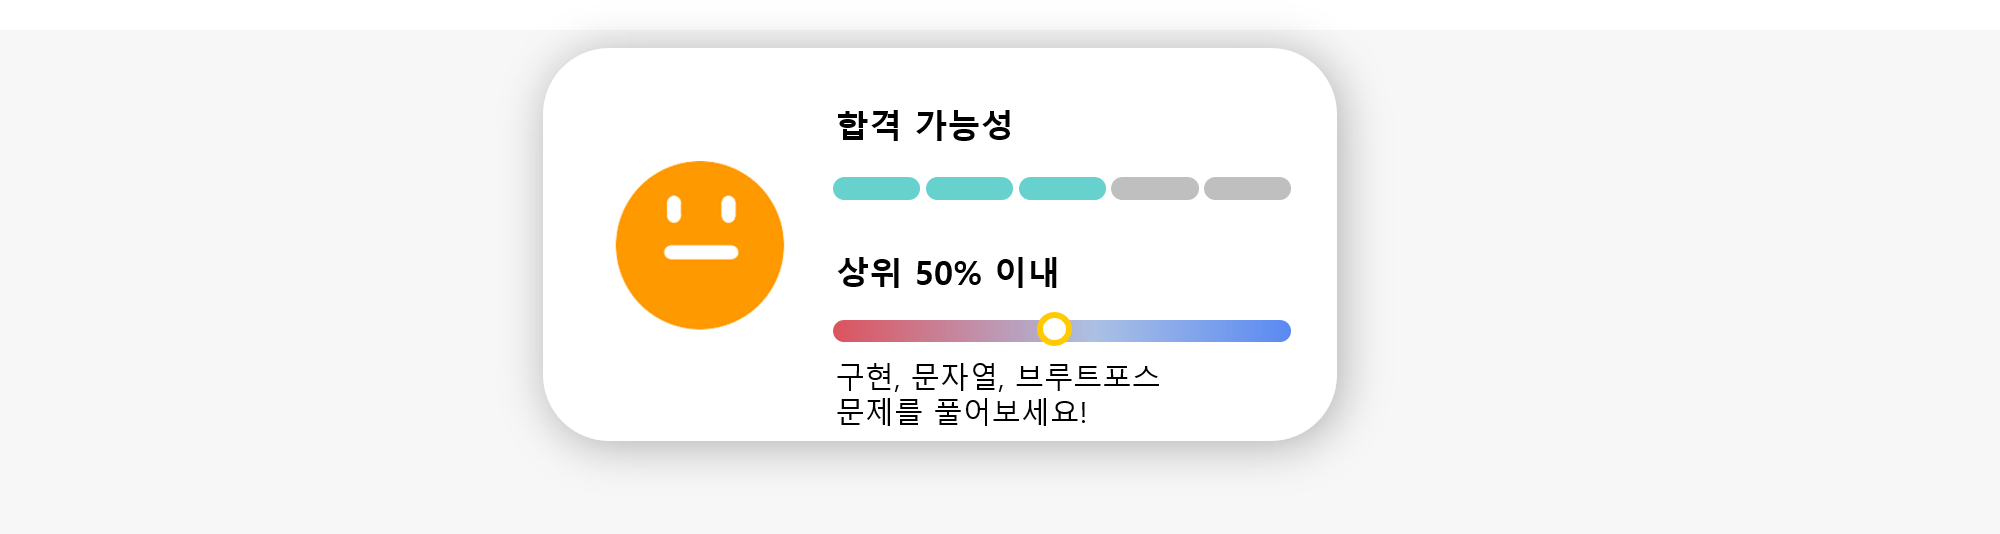 합격 가능성
상위 50% 이내
구현, 문자열, 브루트포스
문제를 풀어보세요!